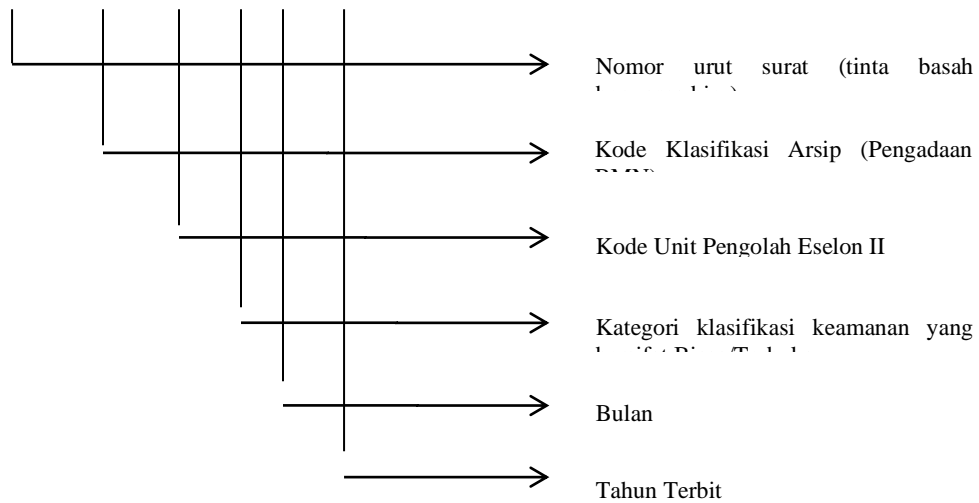 Nomor urut surat (tinta basah
Kode Klasifikasi Arsip (Pengadaan
Kode Unit Pengolah Eselon II
Kategori klasifikasi keamanan yang
Bulan
Tahun Terbit